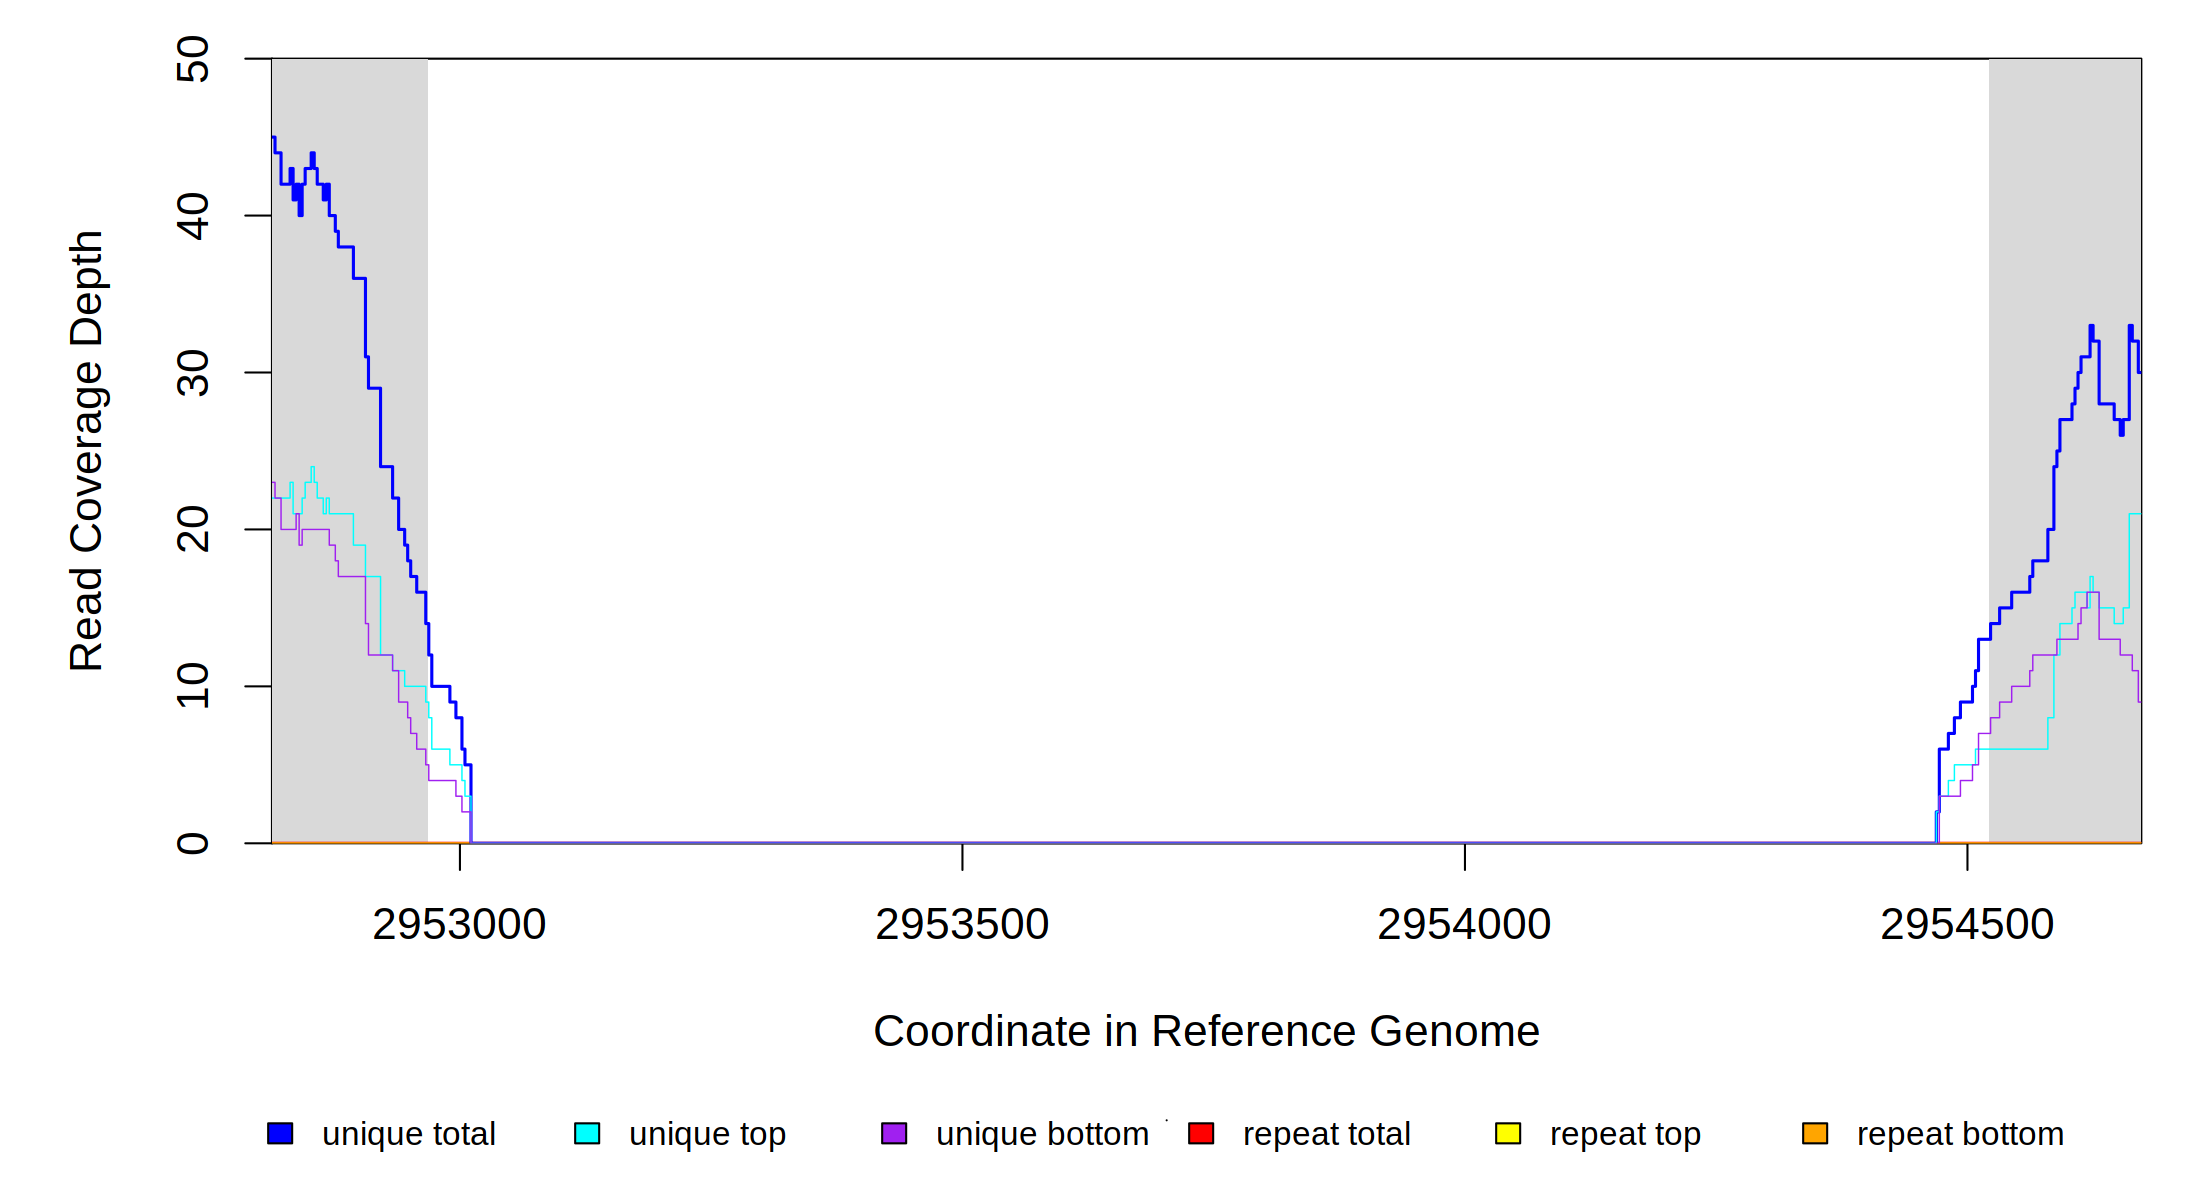 50
40
30
20
10
0
Read Coverage Depth
2953000 2953500 2954000 2954500
Coordinate in Reference Genome
unique total unique top unique bottom repeat total repeat top repeat bottom